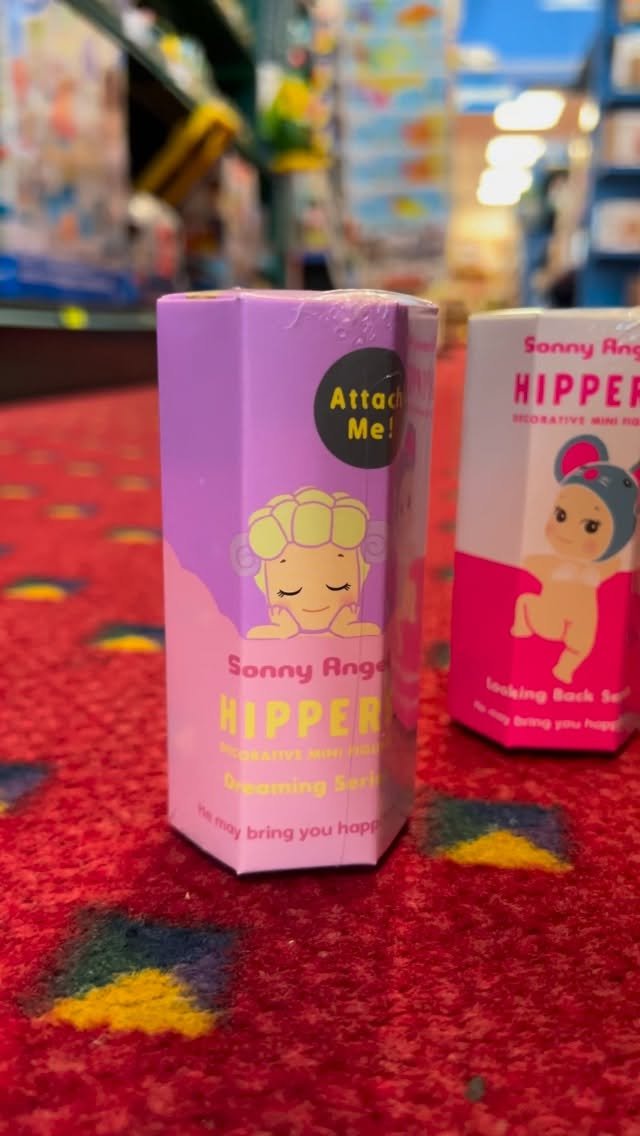 Attach
Me!
Sonny Ange
HIPPER
DECORATIVE MINI FIGU
Dreaming Seri
He may bring you happ
Sonny Ang
HIPPER
DECORATIVE MINI FIG
Looking Back Se
He may bring you happ